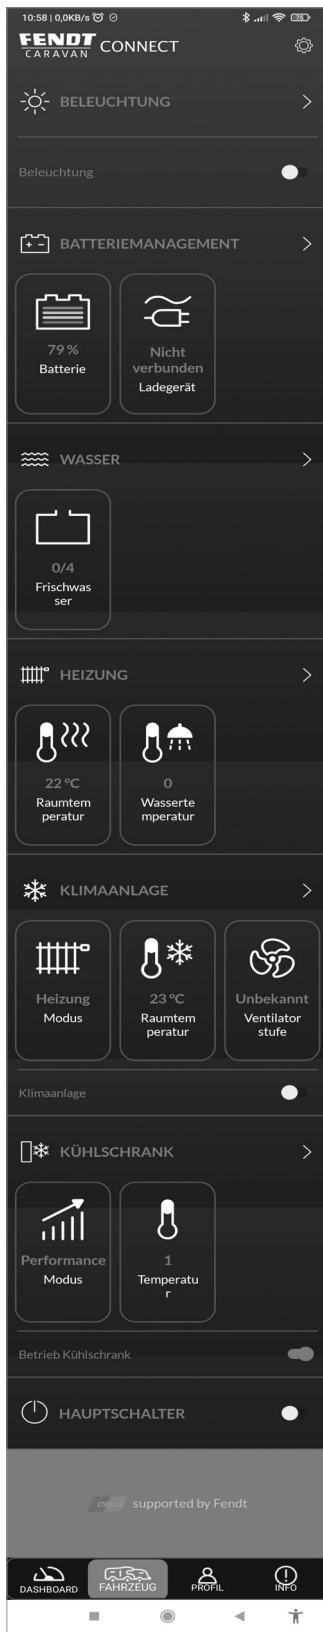 10:58 | 0,0KB/s
75
FENDT CONNECT
CARAVAN
BELEUCHTUNG
Beleuchtung
BATTERIEMANAGEMENT
79 %
Batterie
Nicht
verbunden
Ladegerät
WASSER
0/4
Frischwas
ser
HEIZUNG
22 °C
Raumtem
peratur
0
Wasserte
mperatur
KLIMAANLAGE
Heizung
Modus
23 °C
Raumtem
peratur
Unbekannt
Ventilator
stufe
Klimaanlage
KÜHLSCHRANK
Performance
Modus
1
Temperatu
r
Betrieb Kühlschrank
HAUPTSCHALTER
supported by Fendt
DASHBOARD
FAHRZEUG
PROFIL
INFO